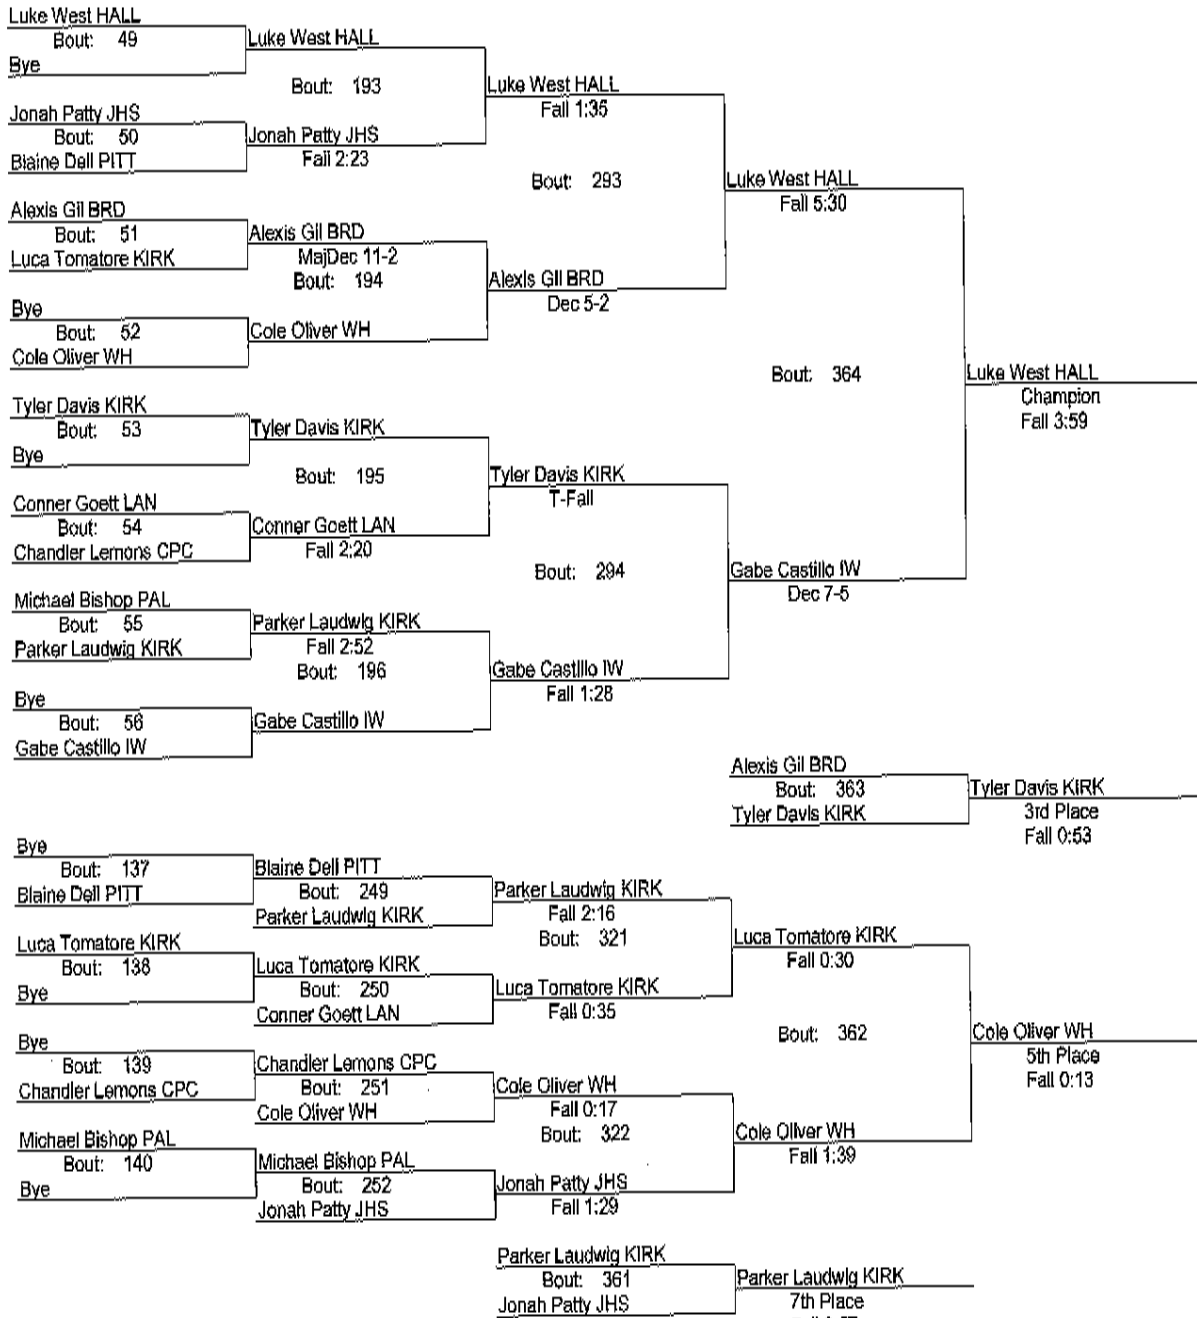 Luke West HALL
Bout: 49
Bye
Luke West HALL
Bout: 193
Jonah Patty JHS
Bout: 50
Blaine Dell PITT
Jonah Patty JHS
Fall 2:23
Luke West HALL
Fall 1:35
Bout: 293
Alexis Gil BRD
Bout: 51
Luca Tomatore KIRK
Alexis Gil BRD
MajDec 11-2
Bout: 194
Bye
Bout: 52
Cole Oliver WH
Cole Oliver WH
Alexis Gil BRD
Dec 5-2
Luke West HALL
Fall 5:30
Bout: 364
Luke West HALL
Champion
Fall 3:59
Tyler Davis KIRK
Bout: 53
Bye
Tyler Davis KIRK
Bout: 195
Conner Goett LAN
Bout: 54
Chandler Lemons CPC
Conner Goett LAN
Fall 2:20
Tyler Davis KIRK
T-Fall
Bout: 294
Michael Bishop PAL
Bout: 55
Parker Laudwig KIRK
Parker Laudwig KIRK
Fall 2:52
Bout: 196
Bye
Bout: 56
Gabe Castillo IW
Gabe Castillo IW
Gabe Castillo IW
Fall 1:28
Gabe Castillo IW
Dec 7-5
Alexis Gil BRD
Bout: 363
Tyler Davis KIRK
Tyler Davis KIRK
3rd Place
Fall 0:53
Bye
Bout: 137
Blaine Dell PITT
Blaine Dell PITT
Bout: 249
Parker Laudwig KIRK
Parker Laudwig KIRK
Fall 2:16
Bout: 321
Luca Tomatore KIRK
Bout: 138
Bye
Luca Tomatore KIRK
Bout: 250
Conner Goett LAN
Luca Tomatore KIRK
Fall 0:35
Luca Tomatore KIRK
Fall 0:30
Bout: 362
Bye
Bout: 139
Chandler Lemons CPC
Chandler Lemons CPC
Bout: 251
Cole Oliver WH
Cole Oliver WH
Fall 0:17
Bout: 322
Michael Bishop PAL
Bout: 140
Bye
Michael Bishop PAL
Bout: 252
Jonah Patty JHS
Jonah Patty JHS
Fall 1:29
Cole Oliver WH
Fall 1:39
Cole Oliver WH
5th Place
Fall 0:13
Parker Laudwig KIRK
Bout: 361
Jonah Patty JHS
Parker Laudwig KIRK
7th Place